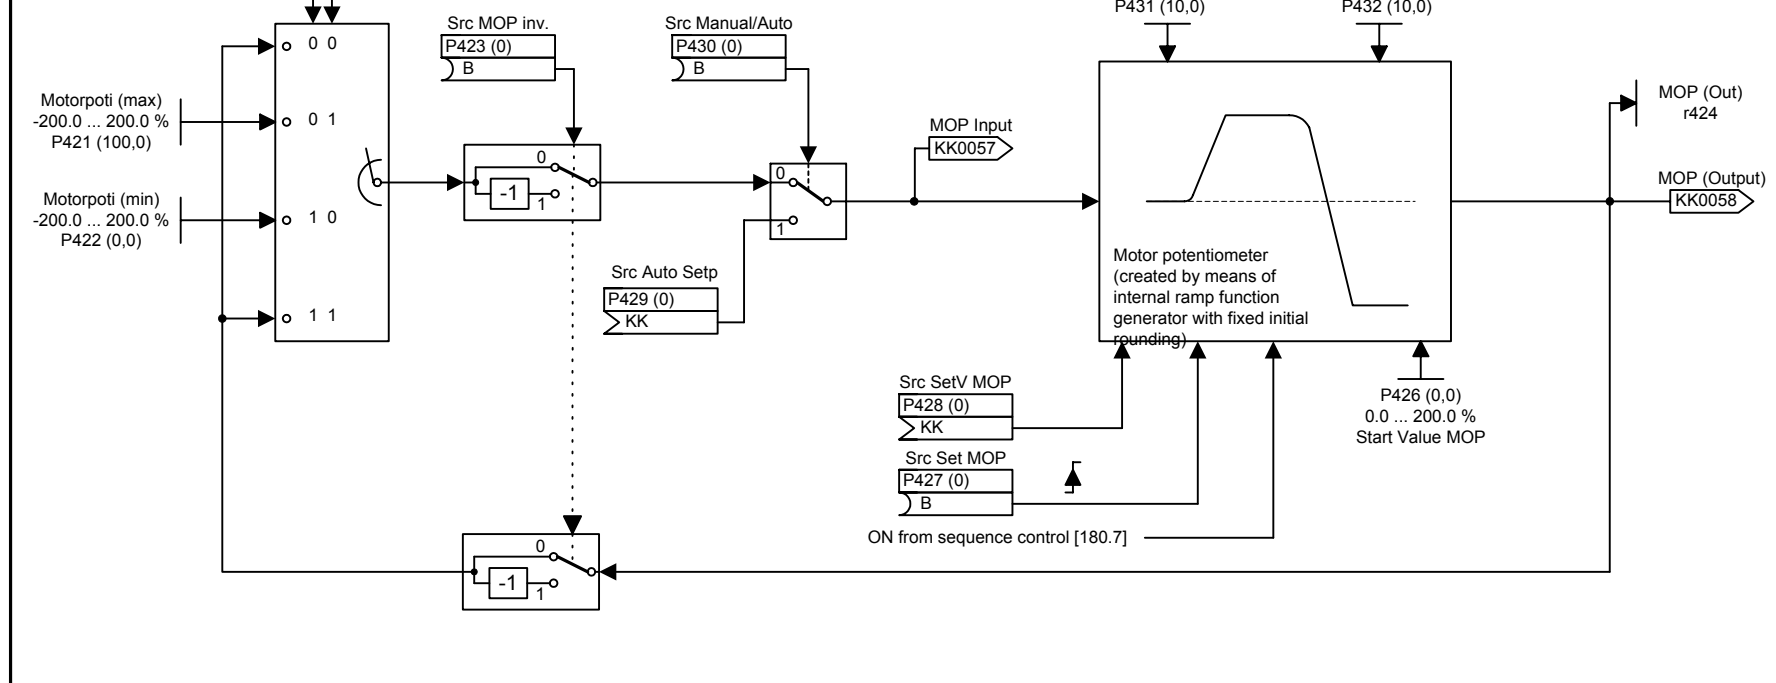 P431 (10,0)
P432 (10,0)
Src MOP inv.
P423 (0)
B
Src Manual/Auto
P430 (0)
B
0 0
Motorpoti (max)
-200.0 ... 200.0 %
P421 (100,0)
0 1
MOP (Out)
r424
MOP Input
KK0057
0
-1
1
0
1
Motorpoti (min)
-200.0 ... 200.0 %
P422 (0,0)
1 0
MOP (Output)
KK0058
Motor potentiometer
(created by means of
internal ramp function
generator with fixed initial
rounding)
Src Auto Setp
P429 (0)
KK
1 1
Src SetV MOP
P428 (0)
KK
P426 (0,0)
0.0 ... 200.0 %
Start Value MOP
Src Set MOP
P427 (0)
B
ON from sequence control [180.7]
0
-1
1